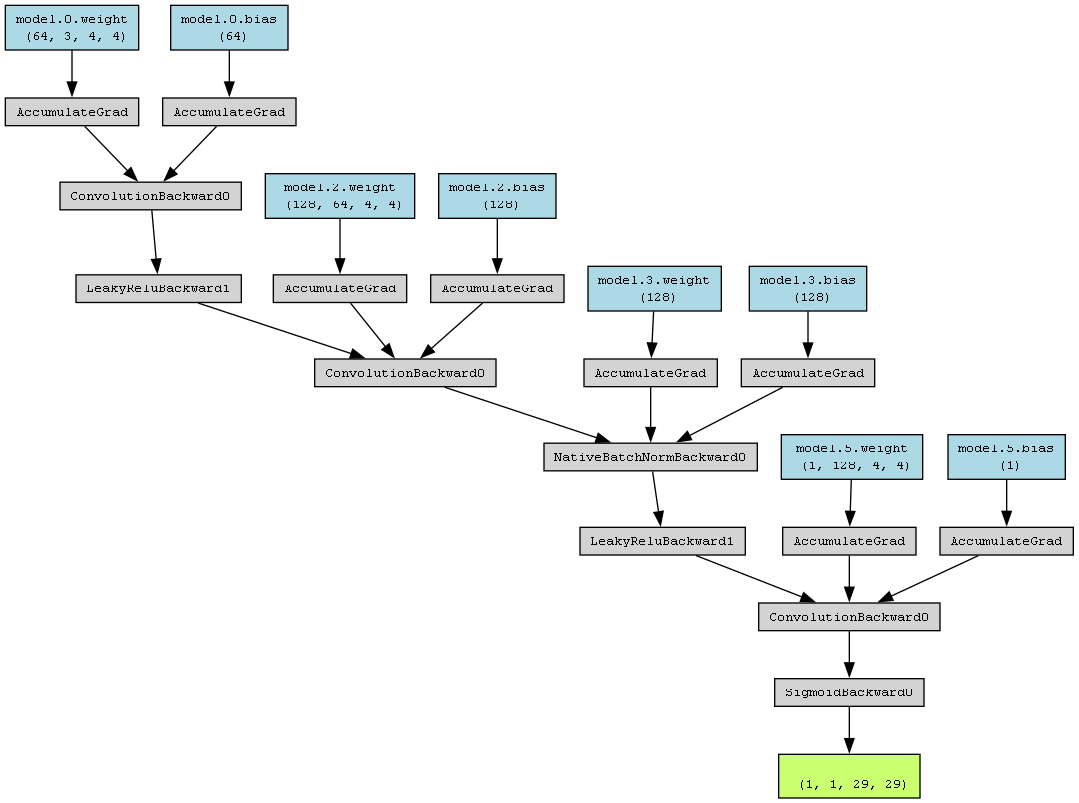 model.0.weight
(64, 3, 4, 4)
model.0.bias
(64)
AccumulateGrad
AccumulateGrad
ConvolutionBackward0
model.2.weight
(128, 64, 4, 4)
model.2.bias
(128)
LeakyReluBackward1
AccumulateGrad
AccumulateGrad
model.3.weight
(128)
model.3.bias
(128)
ConvolutionBackward0
AccumulateGrad
AccumulateGrad
NativeBatchNormBackward0
model.5.weight
(1, 128, 4, 4)
model.5.bias
(1)
LeakyReluBackward1
AccumulateGrad
AccumulateGrad
ConvolutionBackward0
SigmoidBackward0
(1, 1, 29, 29)